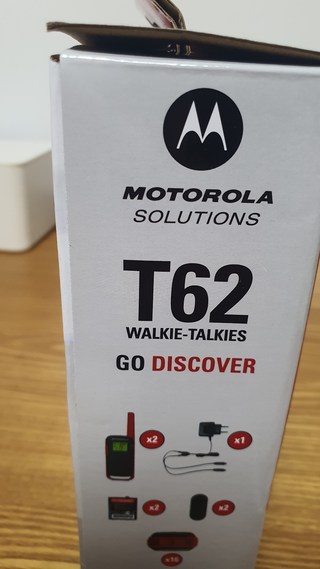 MOTOROLA
SOLUTIONS
T62
WALKIE-TALKIES
GO DISCOVER
x2
x1
x2
x2
x16